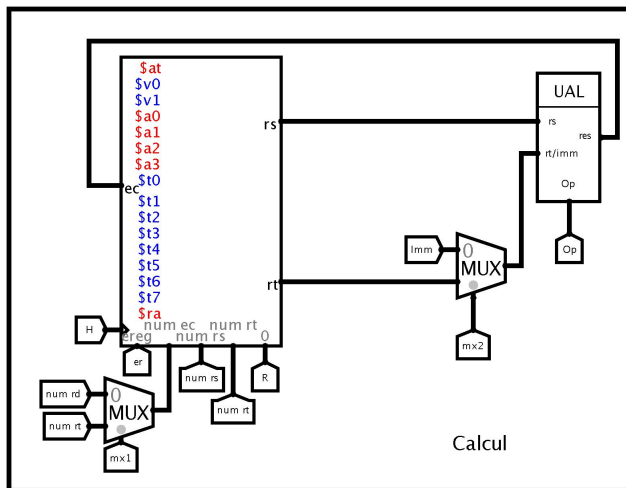 $at
$v0
$v1
$a0
$a1
$a2
$a3
$t0
ec
$t1
$t2
$t3
$t4
$t5
$t6
$t7
$ra
rs
rt
UAL
rs
res
rt/imm
Op
Op
Imm
0
MUX
mx2
H
num ec
num rt
ereg
num rs
0
er
num rs
R
num rt
num rd
0
MUX
num rt
mx1
Calcul